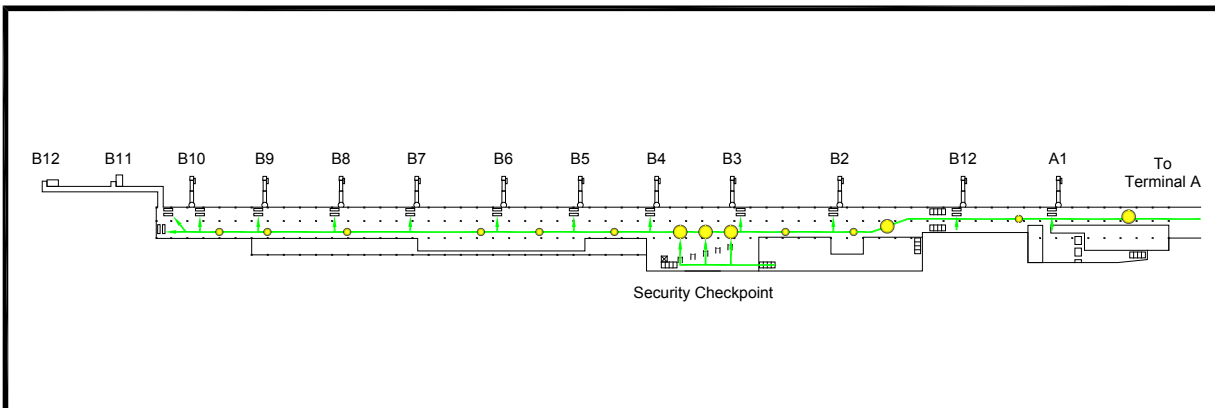 B12 B11 B10 B9 B8 B7 B6 B5 B4 B3 B2 B12 A1 To
Terminal A
Security Checkpoint